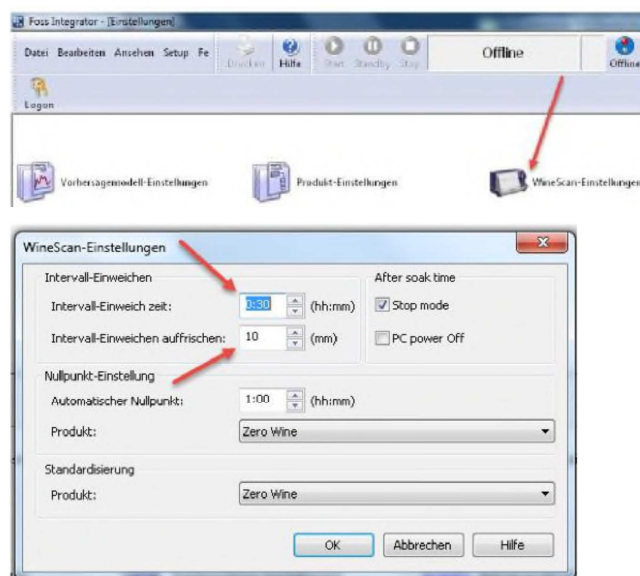 Foss Integrator - [Einstellungen]
Datei Bearbeiten Ansehen Setup Fe
Drucken Hilfe Start Standby Stop Offline Offline
Logon
Vorhersagemodell-Einstellungen Produkt-Einstellungen WineScan-Einstellungen
WineScan-Einstellungen
Intervall-Einweichen After soak time
Intervall-Einweich zeit: 0:30 (hh:mm) Stop mode
Intervall-Einweichen auffrischen: 10 (mm) PC power Off
Nullpunkt-Einstellung
Automatischer Nullpunkt: 1:00 (hh:mm)
Produkt: Zero Wine
Standardisierung
Produkt: Zero Wine
OK Abbrechen Hilfe